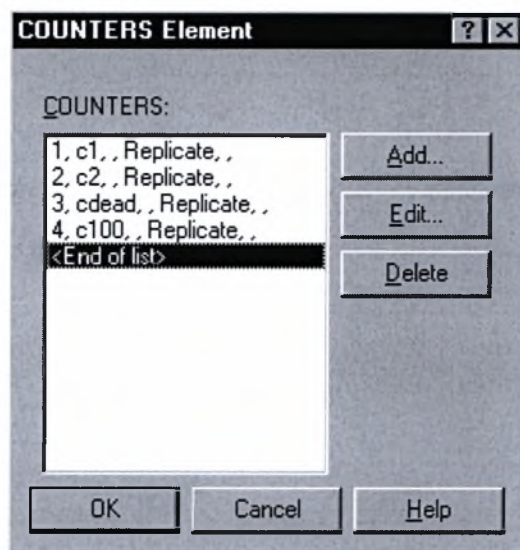 COUNTERS Element ? ×
COUNTERS:
1, c1, , Replicate, ,
2, c2, , Replicate, ,
3, cdead, , Replicate, ,
4, c100, , Replicate, ,
<End of list>
Add...
Edit...
Delete
OK Cancel Help